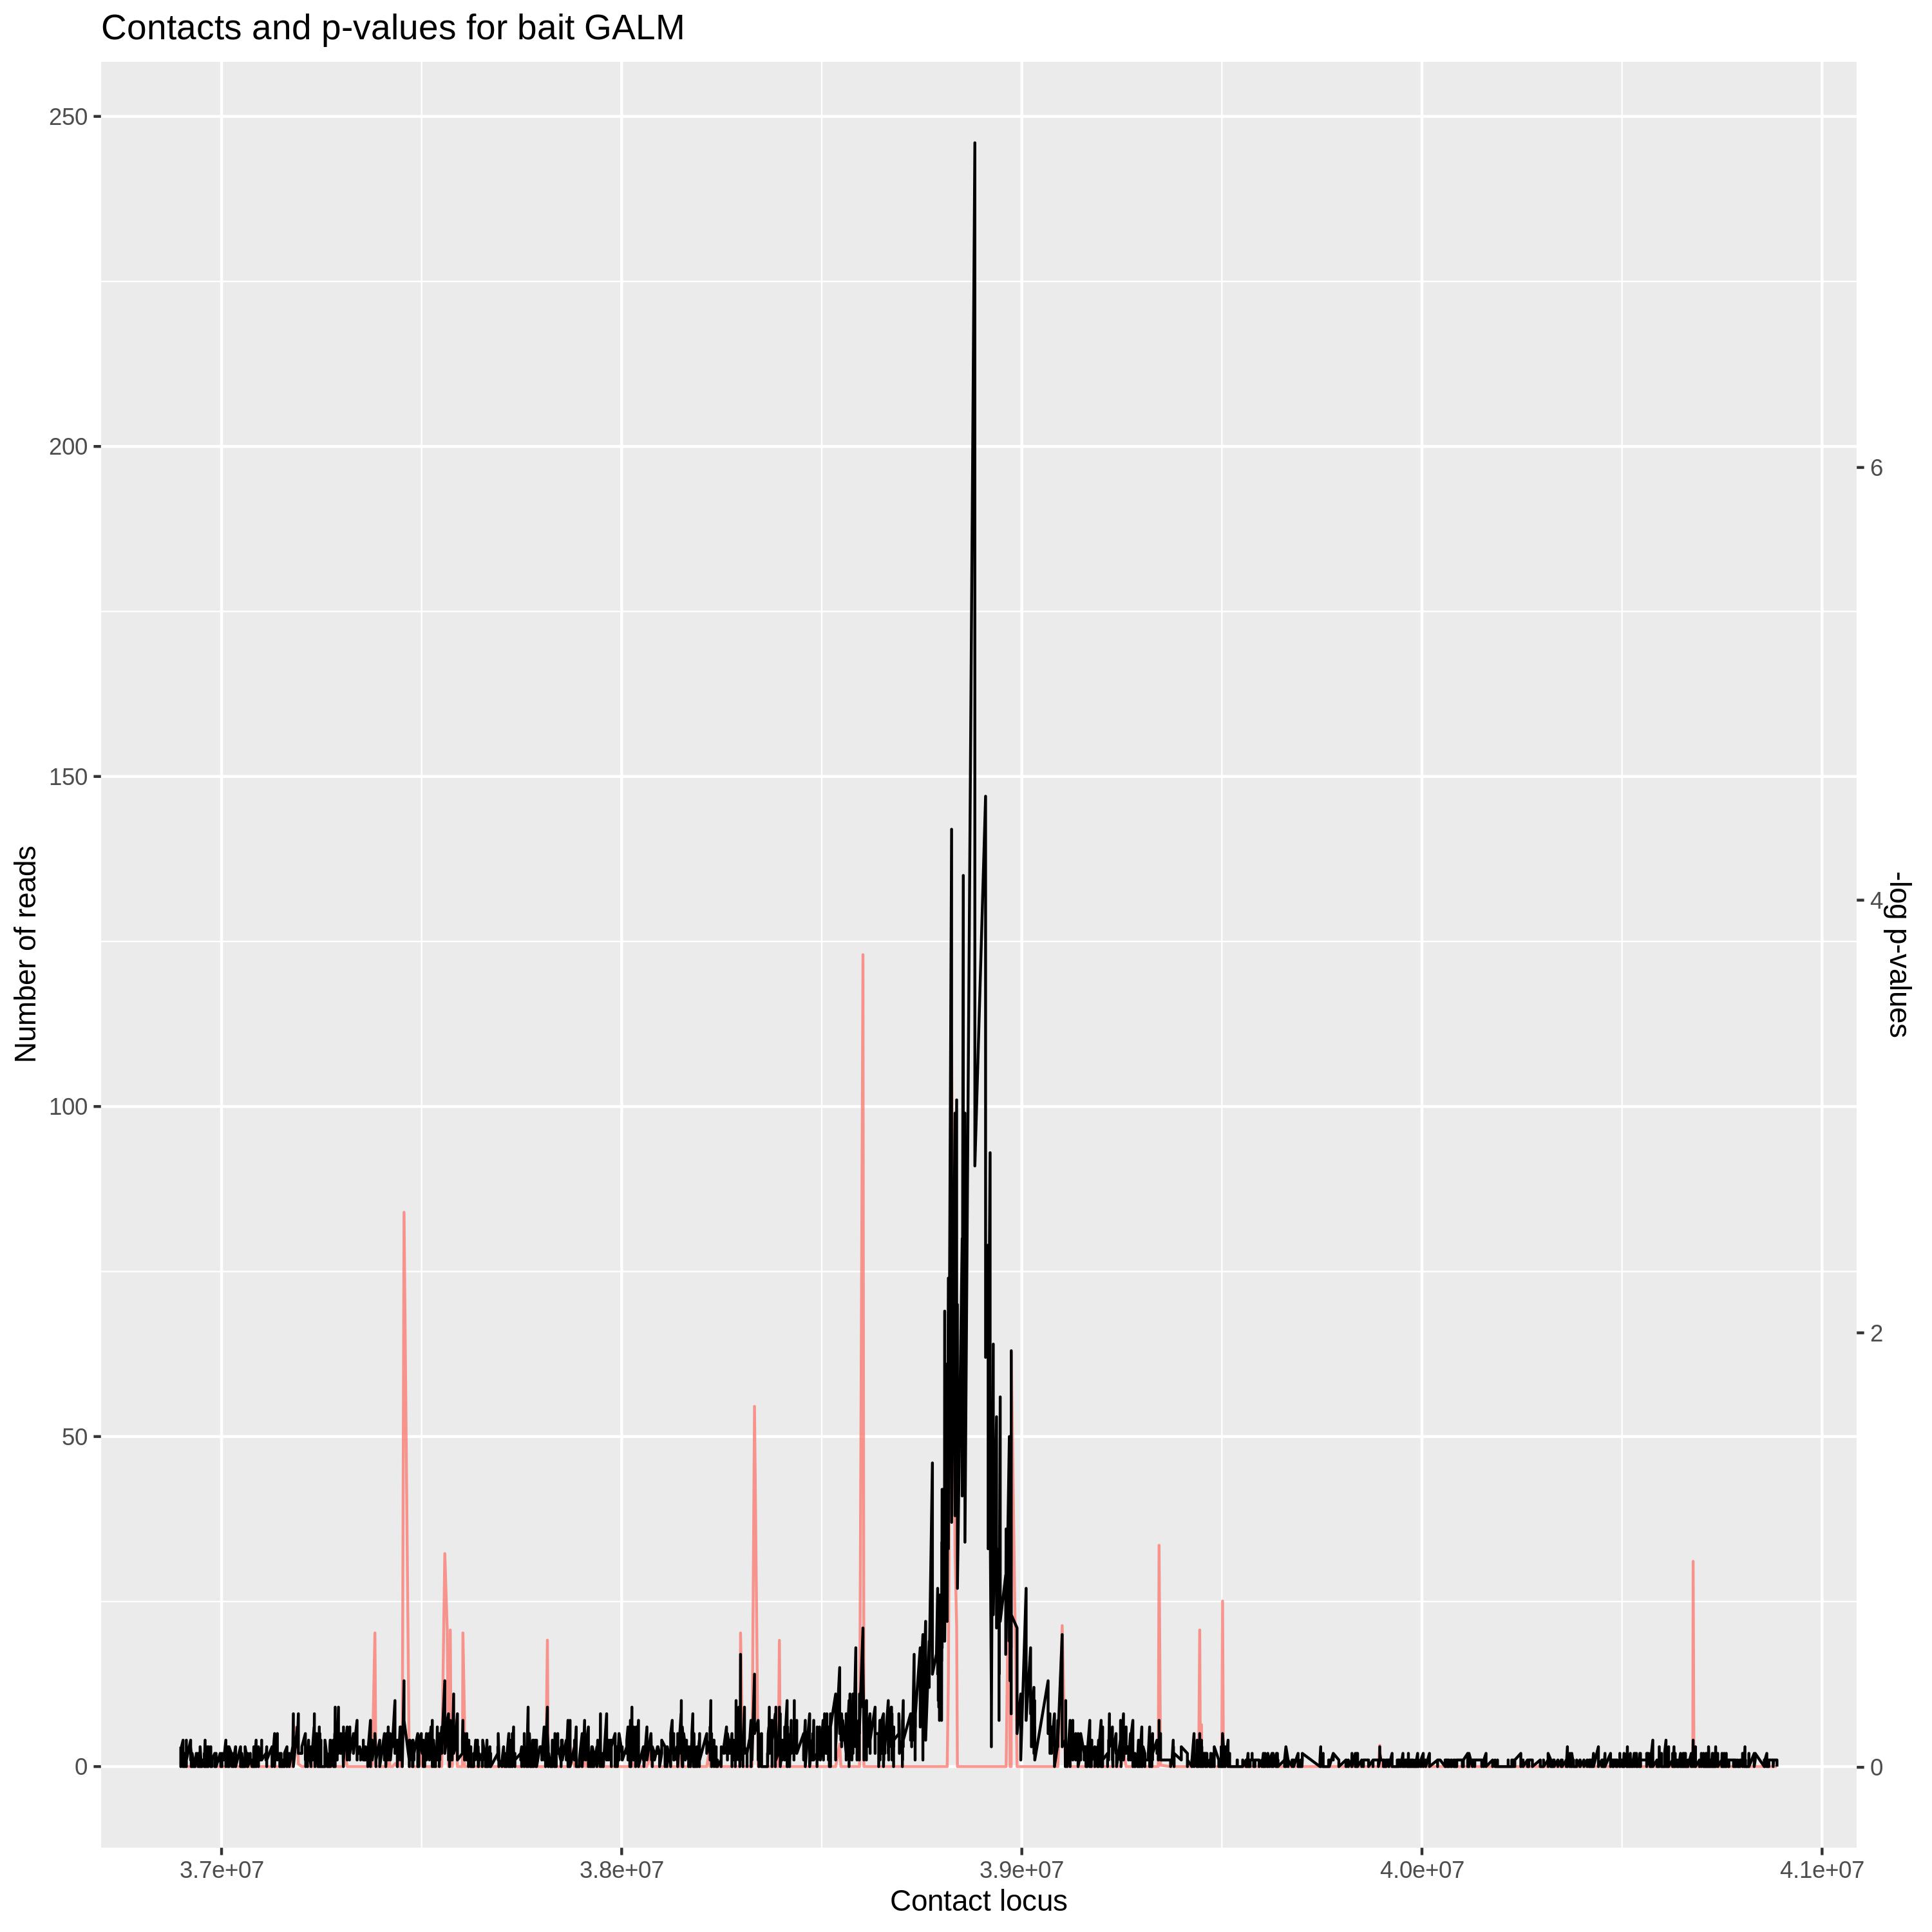 Contacts and p-values for bait GALM
250
200
150
100
50
0
Number of reads
6
4
2
0
-log p-values
3.7e+07
3.8e+07
3.9e+07
4.0e+07
4.1e+07
Contact locus